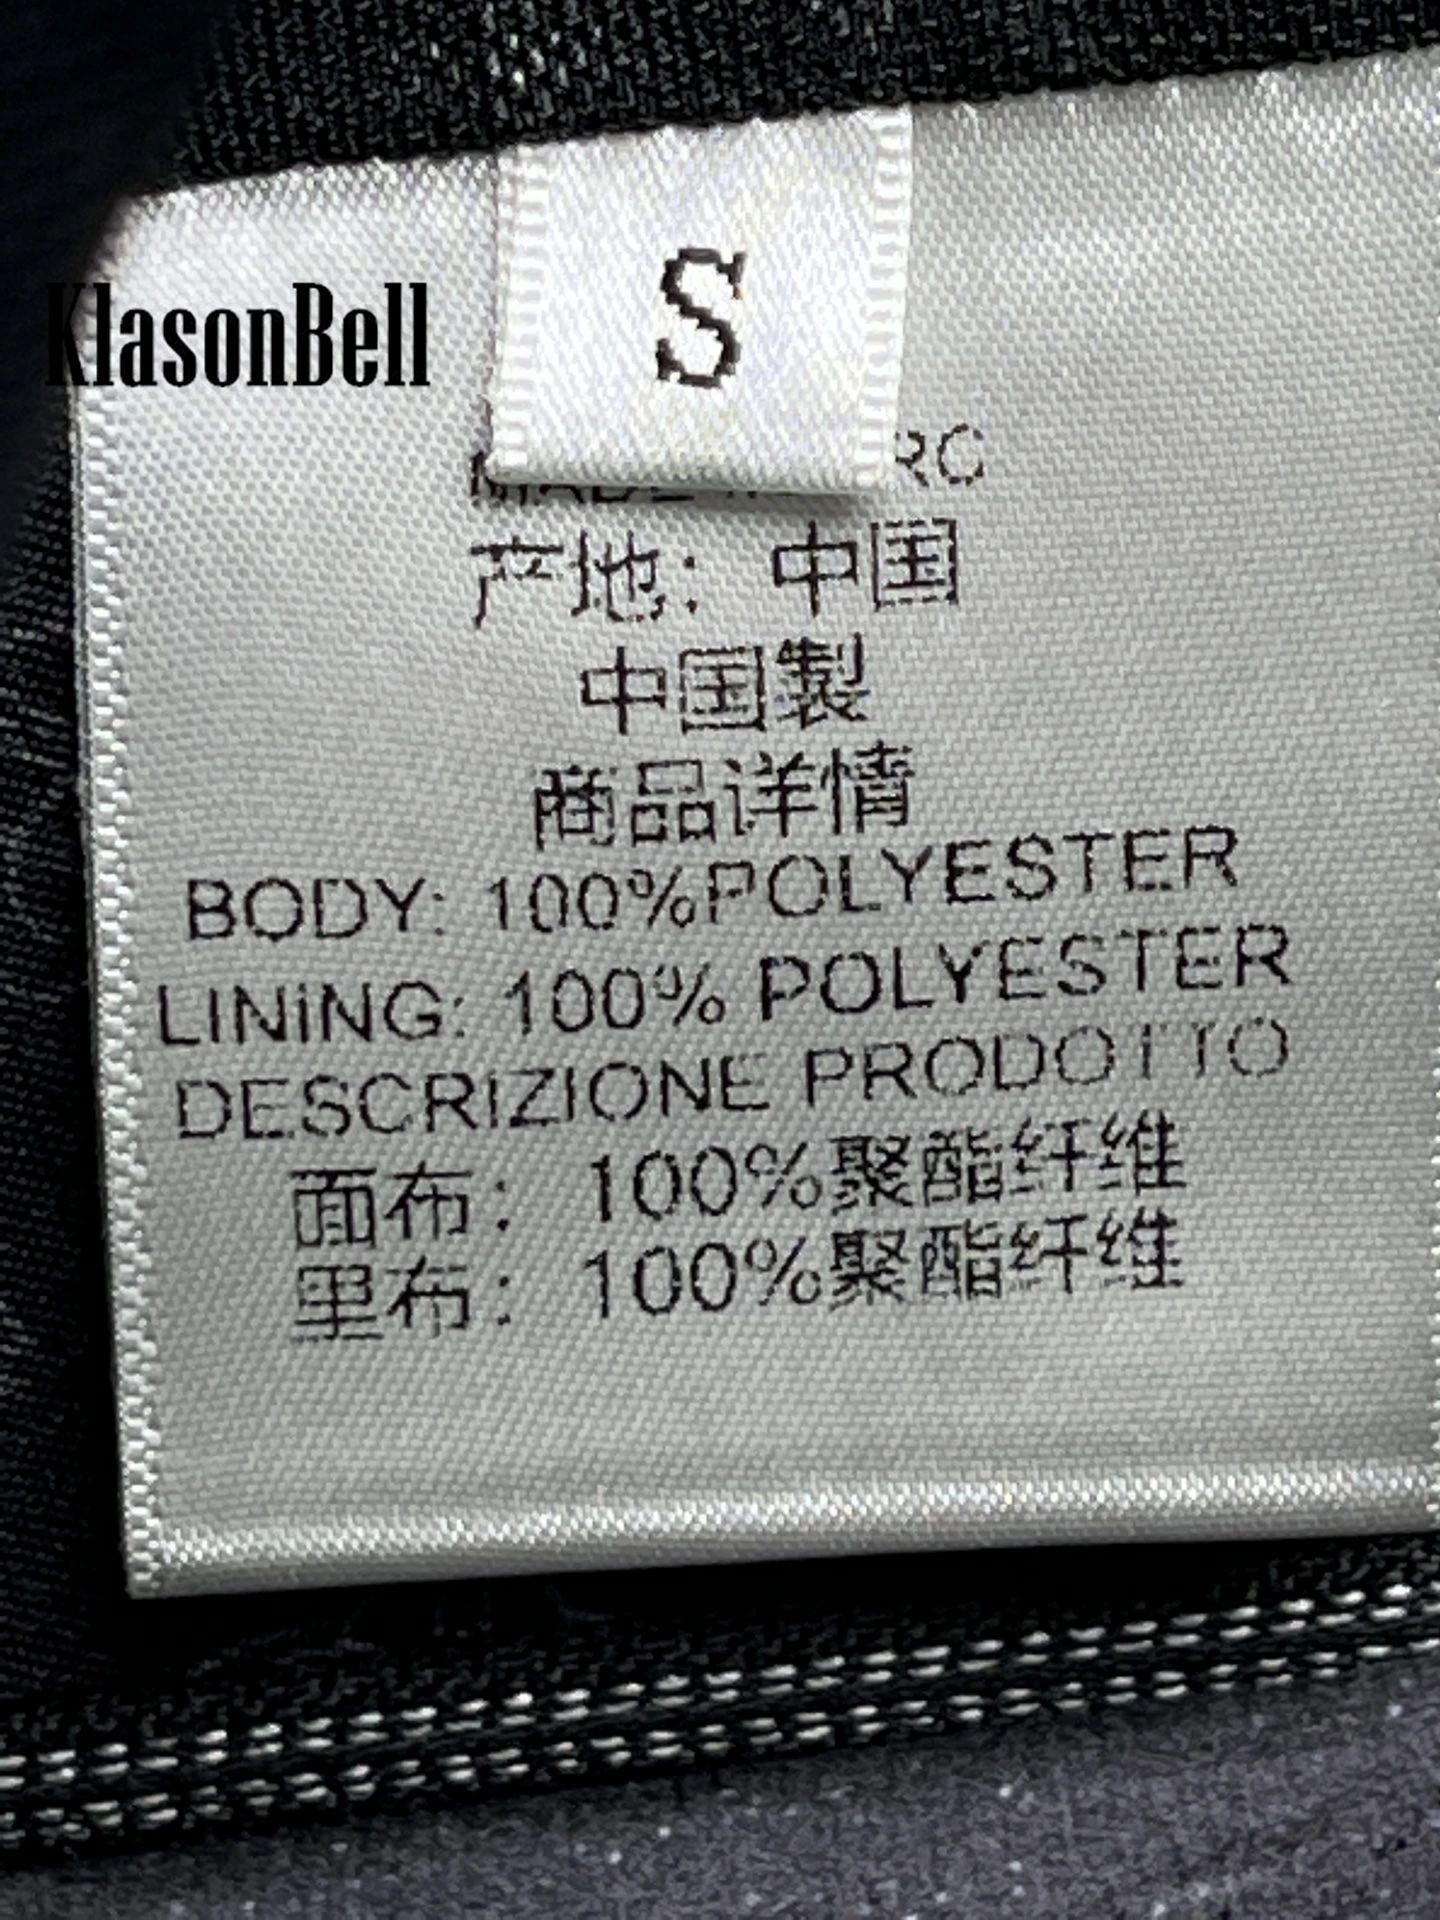 S
KlasonBell
RC
产地：中国
中国製
商品详情
BODY: 100%POLYESTER
LINiNG: 100% POLYESTER
DESCRIZIONE PRODOTTO
面布： 100%聚酯纤维
里布： 100%聚酯纤维